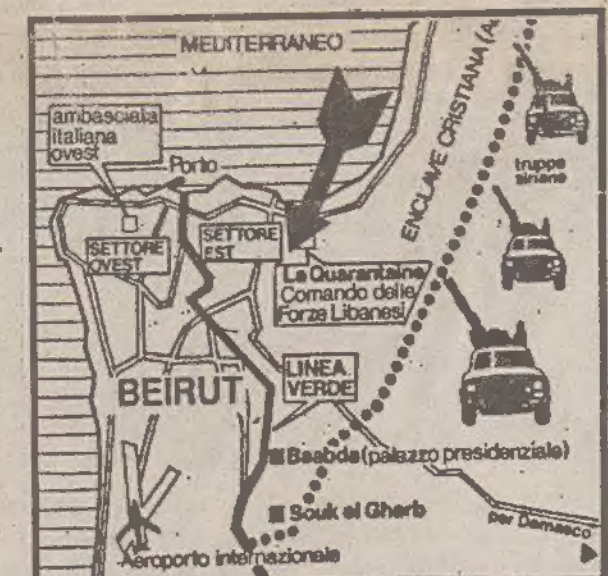 MEDITERRANEO
ambasciata
italiana
ovest
Porto
ENCLAVE CRISTIANA
truppe
siriane
SETTORE
OVEST
SETTORE
EST
La Quarantaine
Comando delle
Forze Libanesi
LINEA
VERDE
BEIRUT
Baabda (palazzo presidenziale)
Souk el Gharb
per Damasco
Aeroporto internazionale